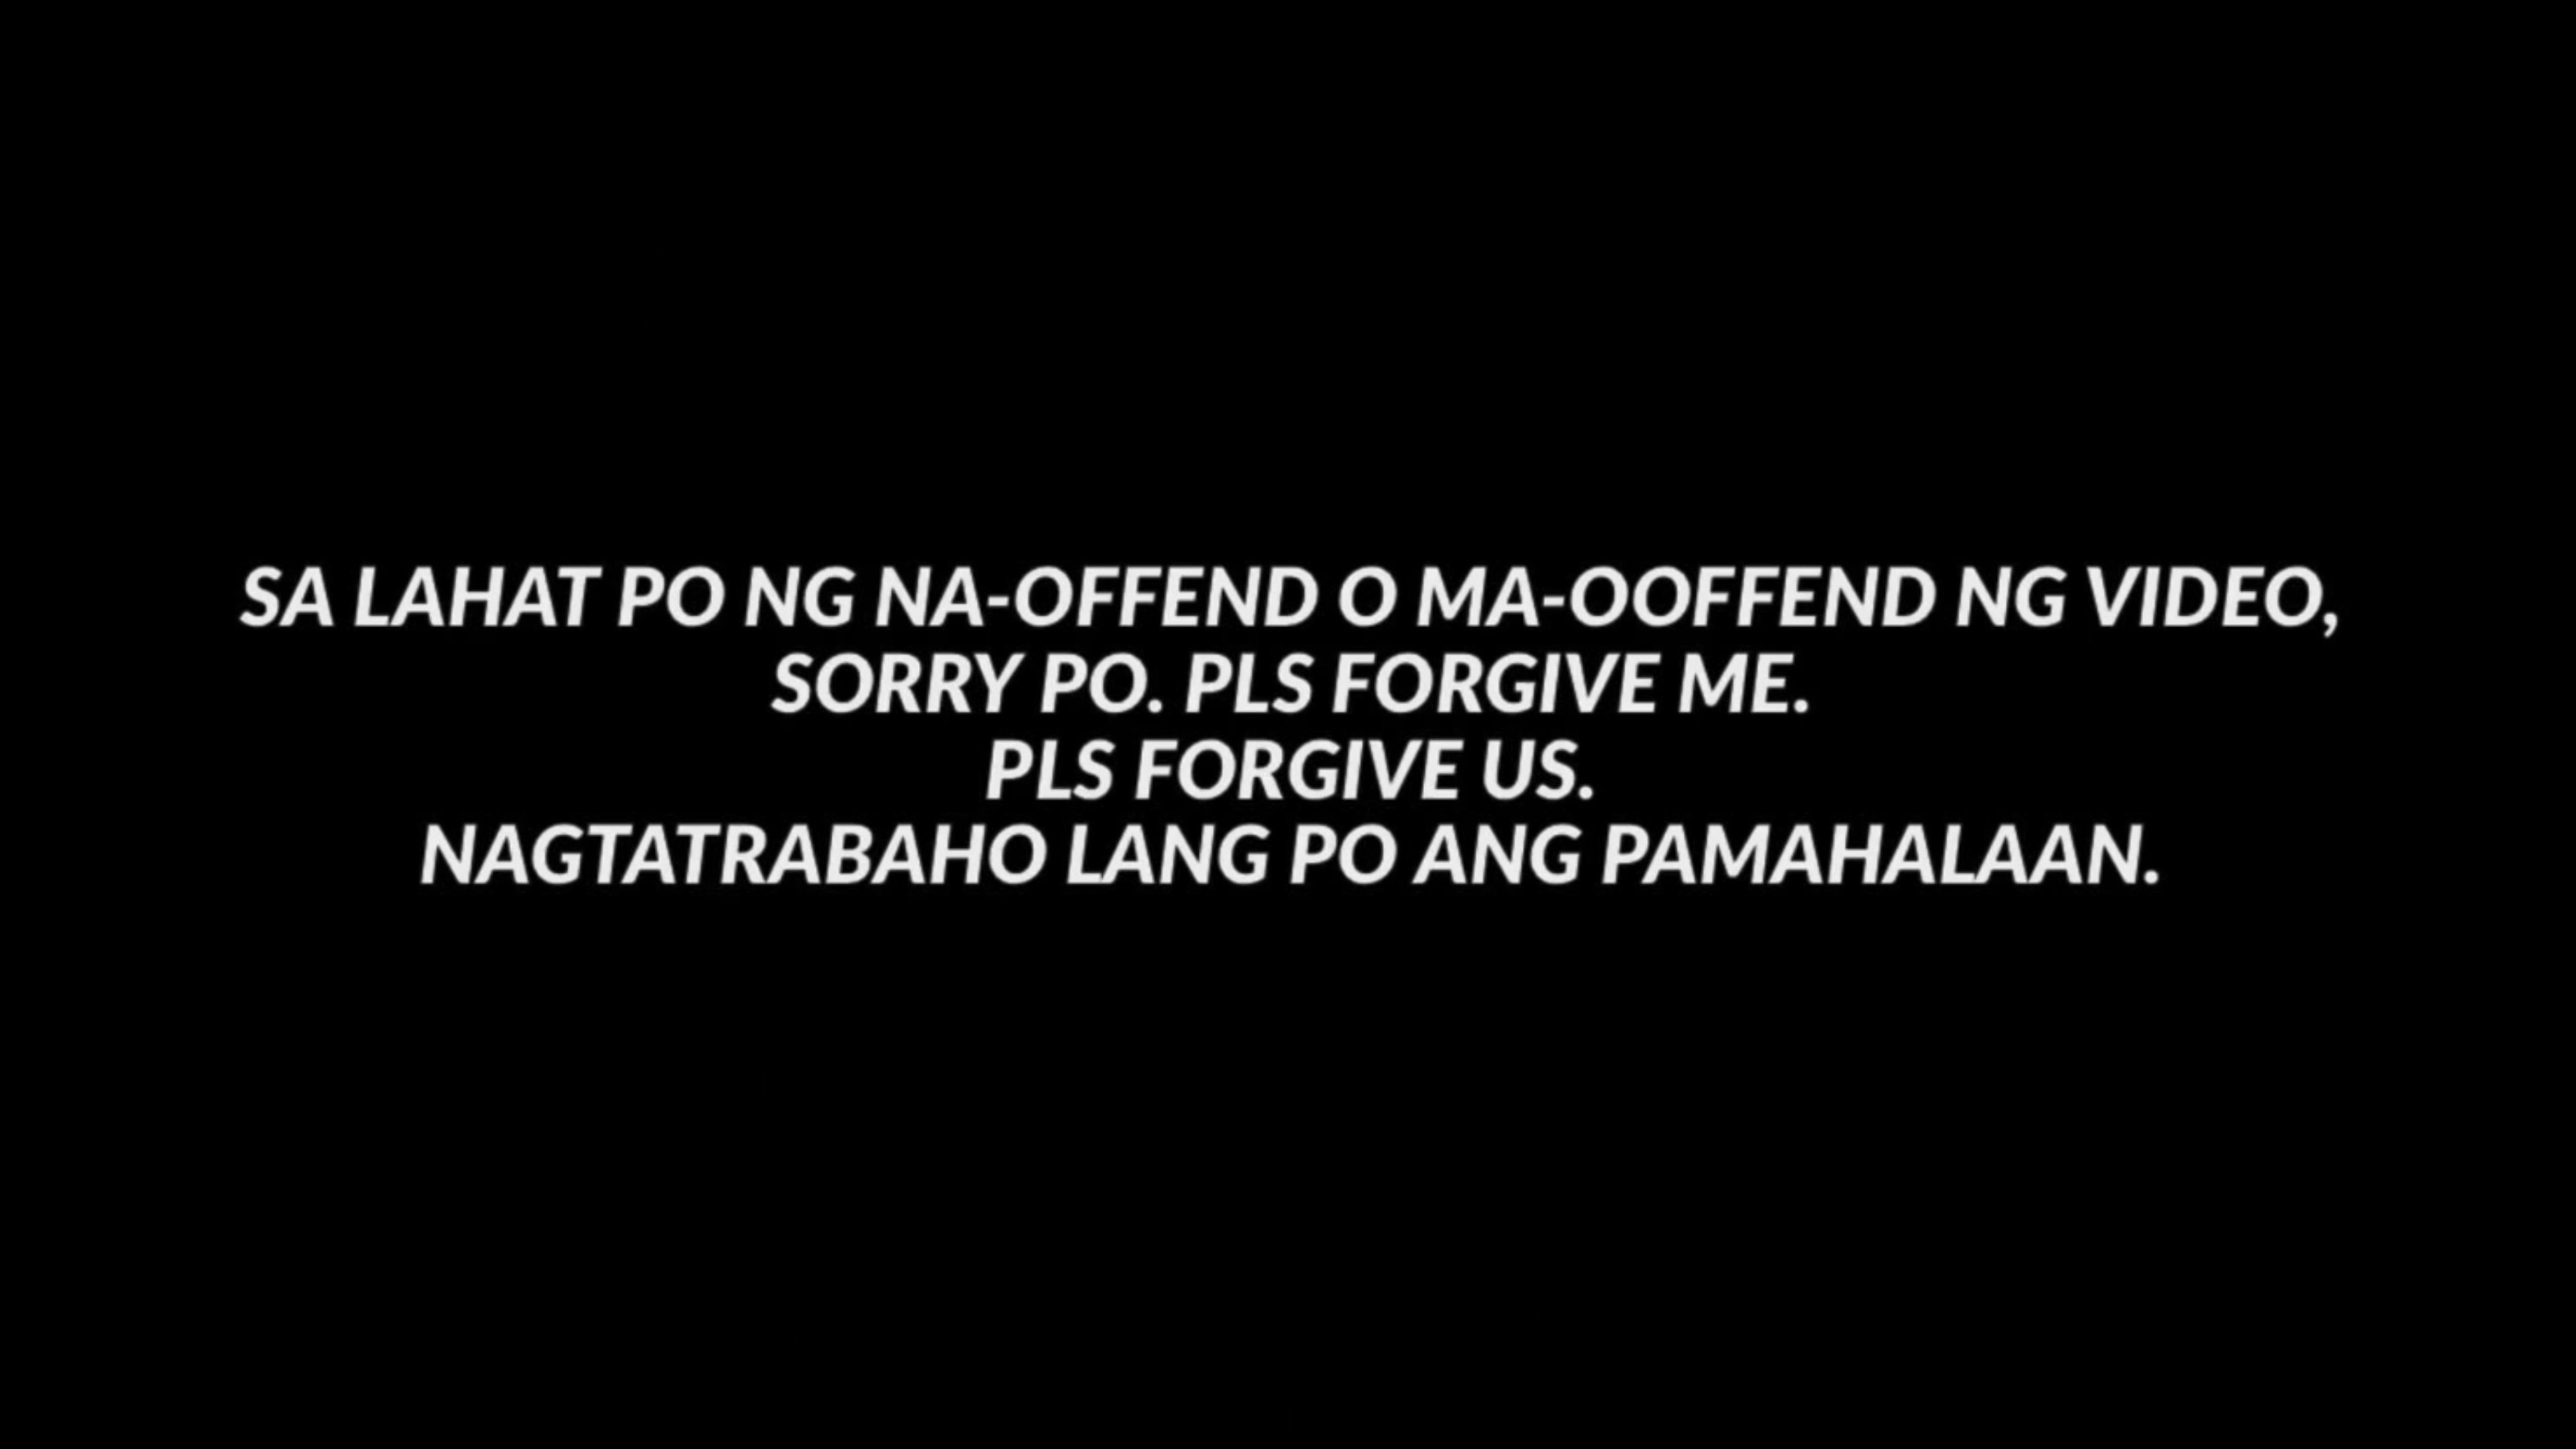 SA LAHAT PO NG NA-OFFEND O MA-OOFFEND NG VIDEO,
SORRY PO. PLS FORGIVE ME.
PLS FORGIVE US.
NAGTATRABAHO LANG PO ANG PAMAHALAAN.